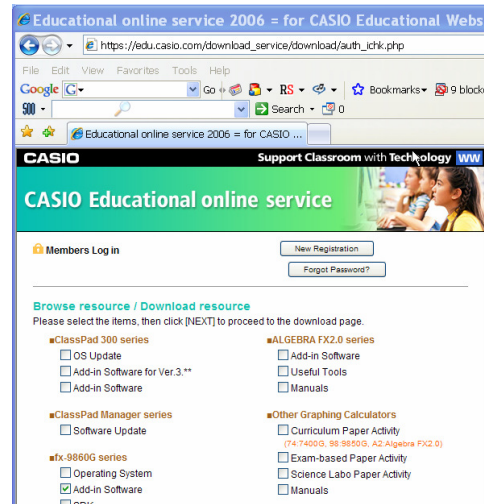 Educational online service 2006 = for CASIO Educational Webs
https://edu.casio.com/download_service/download/auth_ichk.php
File Edit View Favorites Tools Help
Google G Go RS Bookmarks 9 block
Search 0
Educational online service 2006 = for CASIO ...
CASIO Support Classroom with Technology WW
CASIO Educational online service
Members Log in
New Registration
Forgot Password?
Browse resource / Download resource
Please select the items, then click [NEXT] to proceed to the download page.
■ClassPad 300 series
OS Update
Add-in Software for Ver.3.**
Add-in Software
■ClassPad Manager series
Software Update
■fx-9860G series
Operating System
Add-in Software
SDK
■ALGEBRA FX2.0 series
Add-in Software
Useful Tools
Manuals
■Other Graphing Calculators
Curriculum Paper Activity
(74:7400G, 98:9850G, A2:Algebra FX2.0)
Exam-based Paper Activity
Science Labo Paper Activity
Manuals